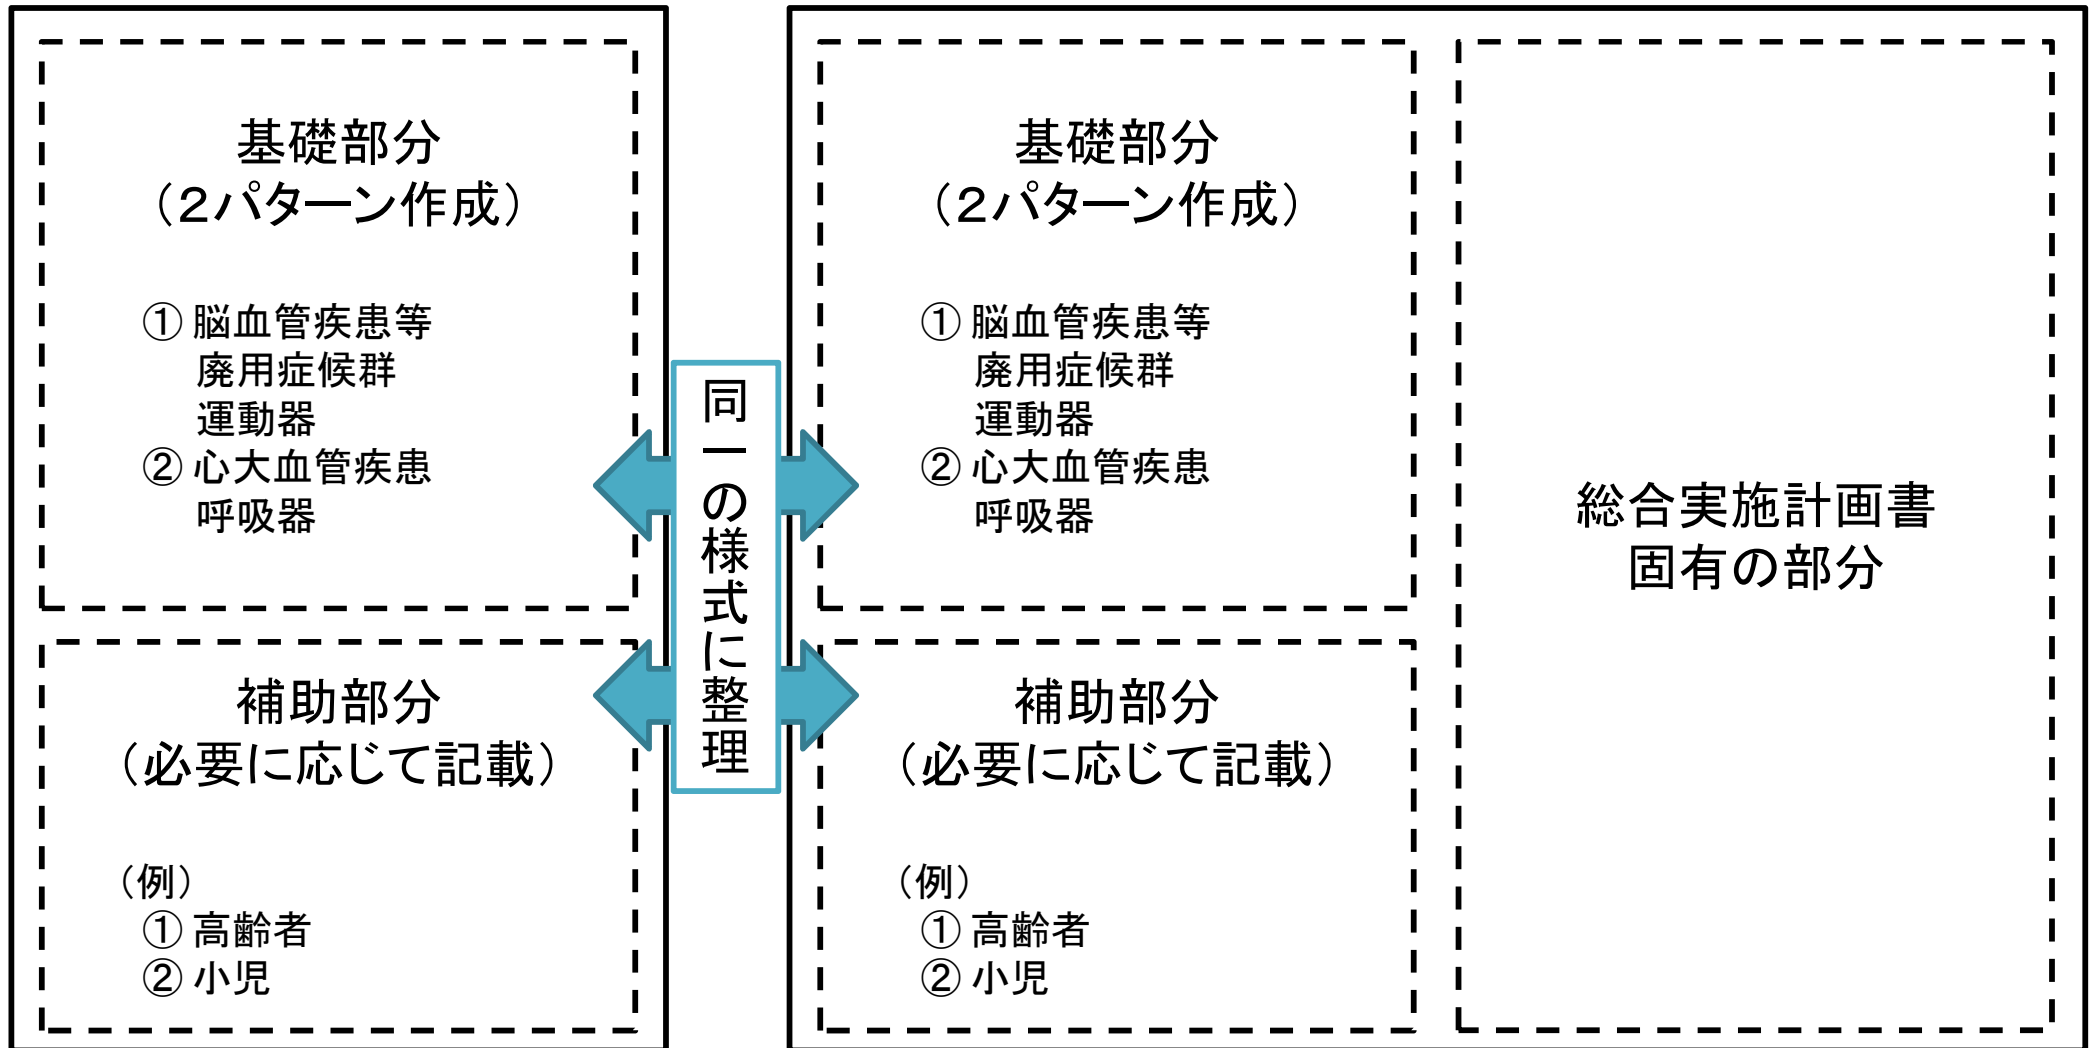 基礎部分
（２パターン作成）
① 脳血管疾患等
廃用症候群
運動器
② 心大血管疾患
呼吸器
補助部分
（必要に応じて記載）
（例）
① 高齢者
② 小児
同一の様式に整理
基礎部分
（２パターン作成）
① 脳血管疾患等
廃用症候群
運動器
② 心大血管疾患
呼吸器
補助部分
（必要に応じて記載）
（例）
① 高齢者
② 小児
総合実施計画書
固有の部分